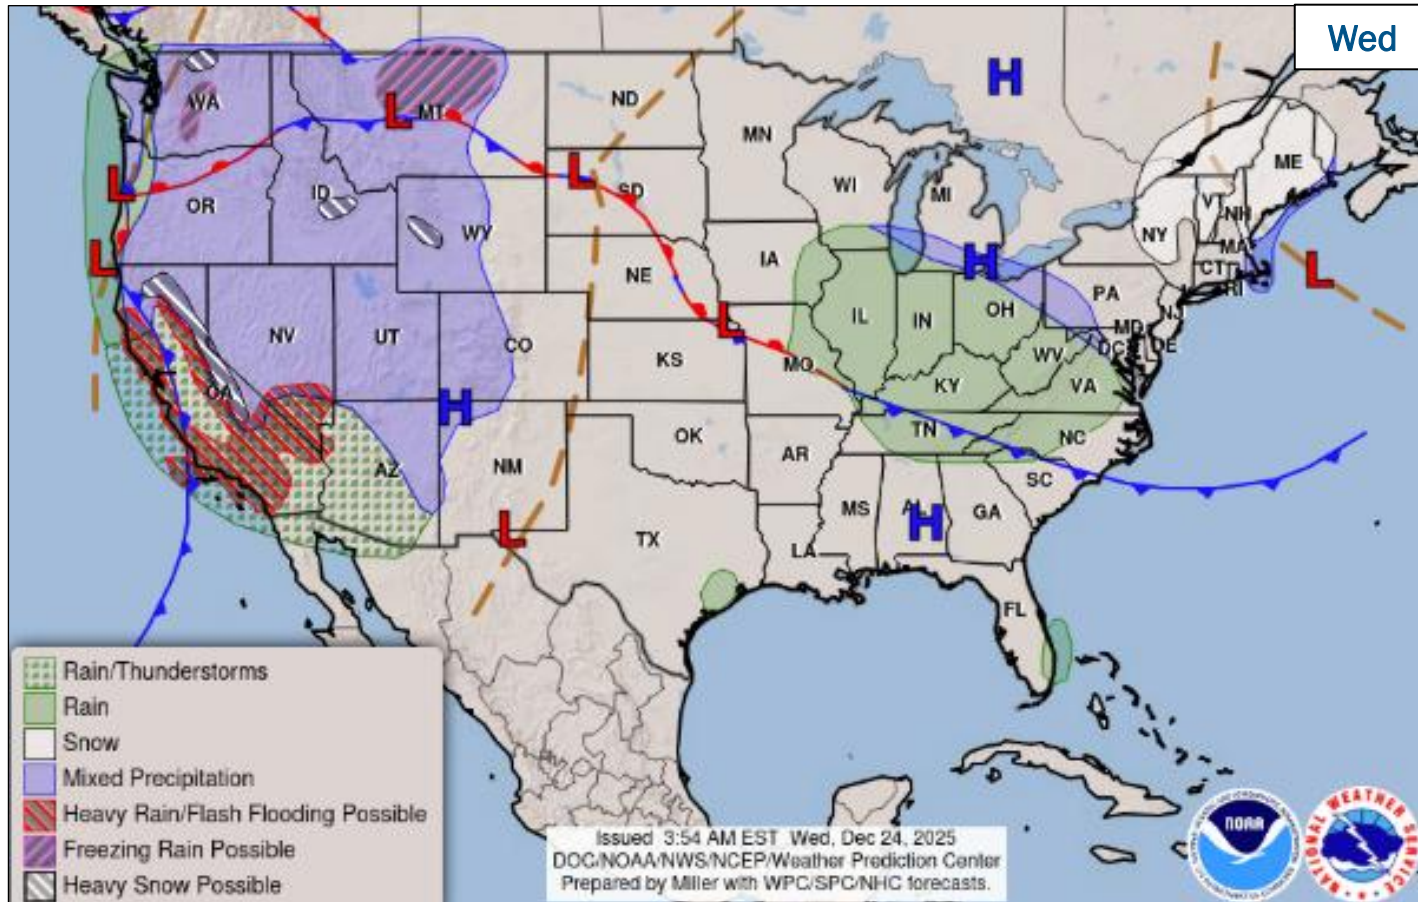 Wed
H
WA
L
MT
ND
MN
ME
L
OR
ID
L
SD
WI
MI
VT
NH
NY
MA
WY
L
IA
H
CT
RI
L
NE
PA
NV
UT
CO
L
IL
IN
OH
NJ
MD
DE
DC
KS
MO
WV
CA
H
KY
VA
AZ
NM
OK
AR
TN
NC
SC
L
TX
MS
AL
H
GA
LA
FL
Rain/Thunderstorms
Rain
Snow
Mixed Precipitation
Heavy Rain/Flash Flooding Possible
Freezing Rain Possible
Heavy Snow Possible
Issued 3:54 AM EST Wed, Dec 24, 2025
DOC/NOAA/NWS/NCEP/Weather Prediction Center
Prepared by Miller with WPC/SPC/NHC forecasts.
NOAA
NATIONAL WEATHER SERVICE